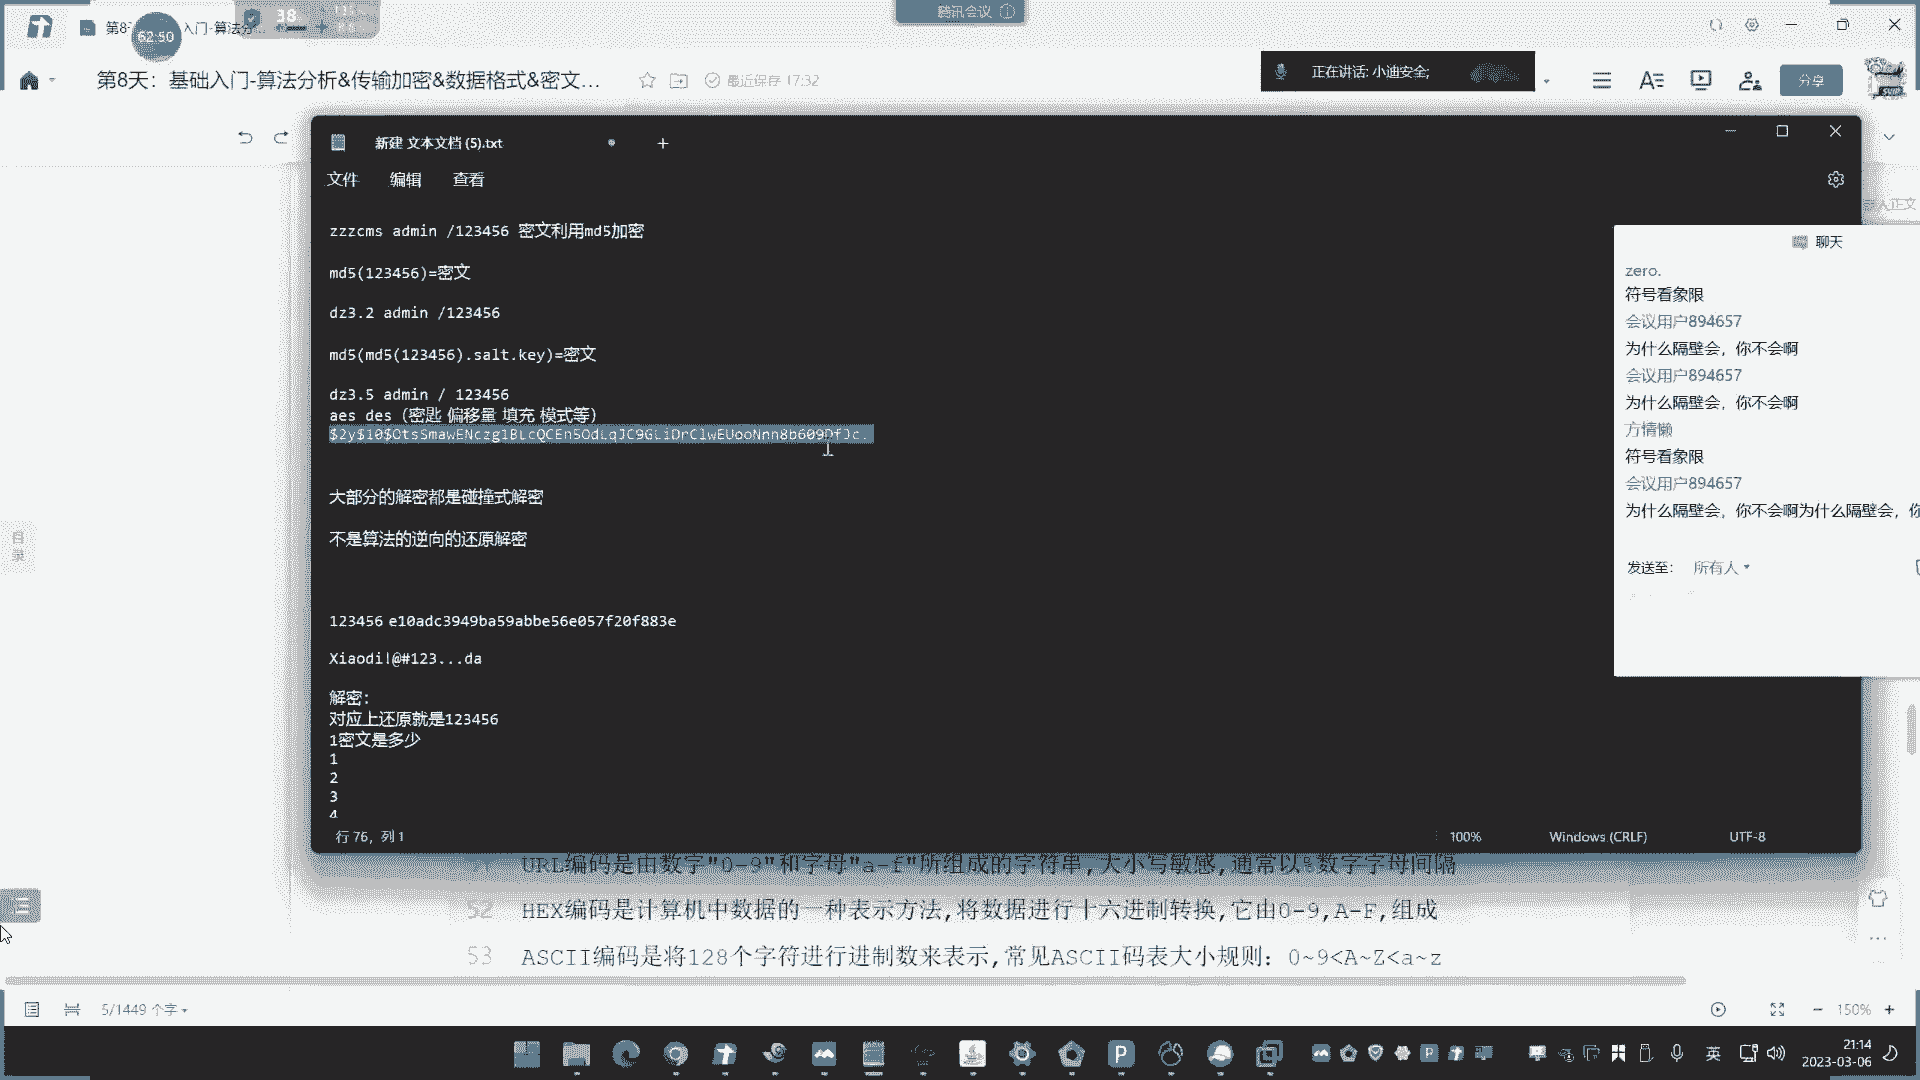 腾讯会议
38
62:50
第8天：基础入门-算法分析&传输加密&数据格式&密文...
最近保存 17:32
正在讲话: 小迪安全;
分享
新建 文本文档 (5).txt
文件 编辑 查看
zzzcms admin /123456 密文利用md5加密
md5(123456)=密文
dz3.2 admin /123456
md5(md5(123456).salt.key)=密文
dz3.5 admin / 123456
aes des（密匙 偏移量 填充 模式等）
大部分的解密都是碰撞式解密
不是算法的逆向的还原解密
123456 e10adc3949ba59abbe56e057f20f883e
Xiaodi!@#123...da
解密：
对应上还原就是123456
1密文是多少
1
2
3
4
行 76，列 1
100%
Windows (CRLF)
UTF-8
聊天
zero.
符号看象限
会议用户894657
为什么隔壁会，你不会啊
会议用户894657
为什么隔壁会，你不会啊
方情懒
符号看象限
会议用户894657
为什么隔壁会，你不会啊为什么隔壁会，你
发送至： 所有人
目录
URL编码是由数字"0-9"和字母"a-f"所组成的字符串,大小写敏感,通常以%数字字母间隔
52 HEX编码是计算机中数据的一种表示方法,将数据进行十六进制转换,它由0-9,A-F,组成
53 ASCII编码是将128个字符进行进制数来表示,常见ASCII码表大小规则：0~9<A~Z<a~z
5/1449 个字
150%
英
21:14
2023-03-06